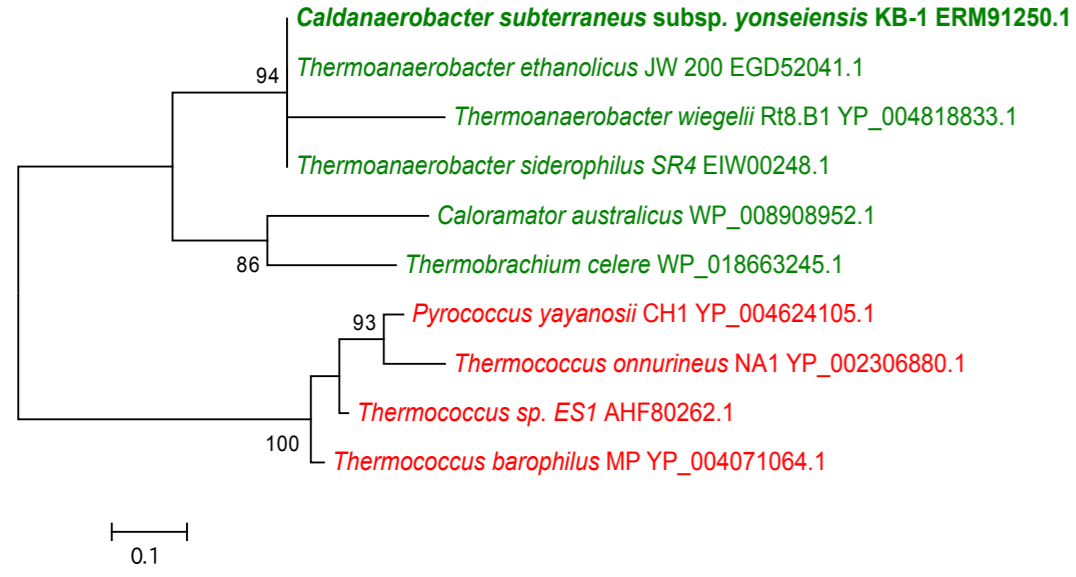 Caldanaerobacter subterraneus subsp. yonseiensis KB-1 ERM91250.1
94
Thermoanaerobacter ethanolicus JW 200 EGD52041.1
Thermoanaerobacter wiegelii Rt8.B1 YP_004818833.1
Thermoanaerobacter siderophilus SR4 EIW00248.1
Caloramator australicus WP_008908952.1
86
Thermobrachium celere WP_018663245.1
Pyrococcus yayanosii CH1 YP_004624105.1
93
Thermococcus onnurineus NA1 YP_002306880.1
Thermococcus sp. ES1 AHF80262.1
100
Thermococcus barophilus MP YP_004071064.1
0.1